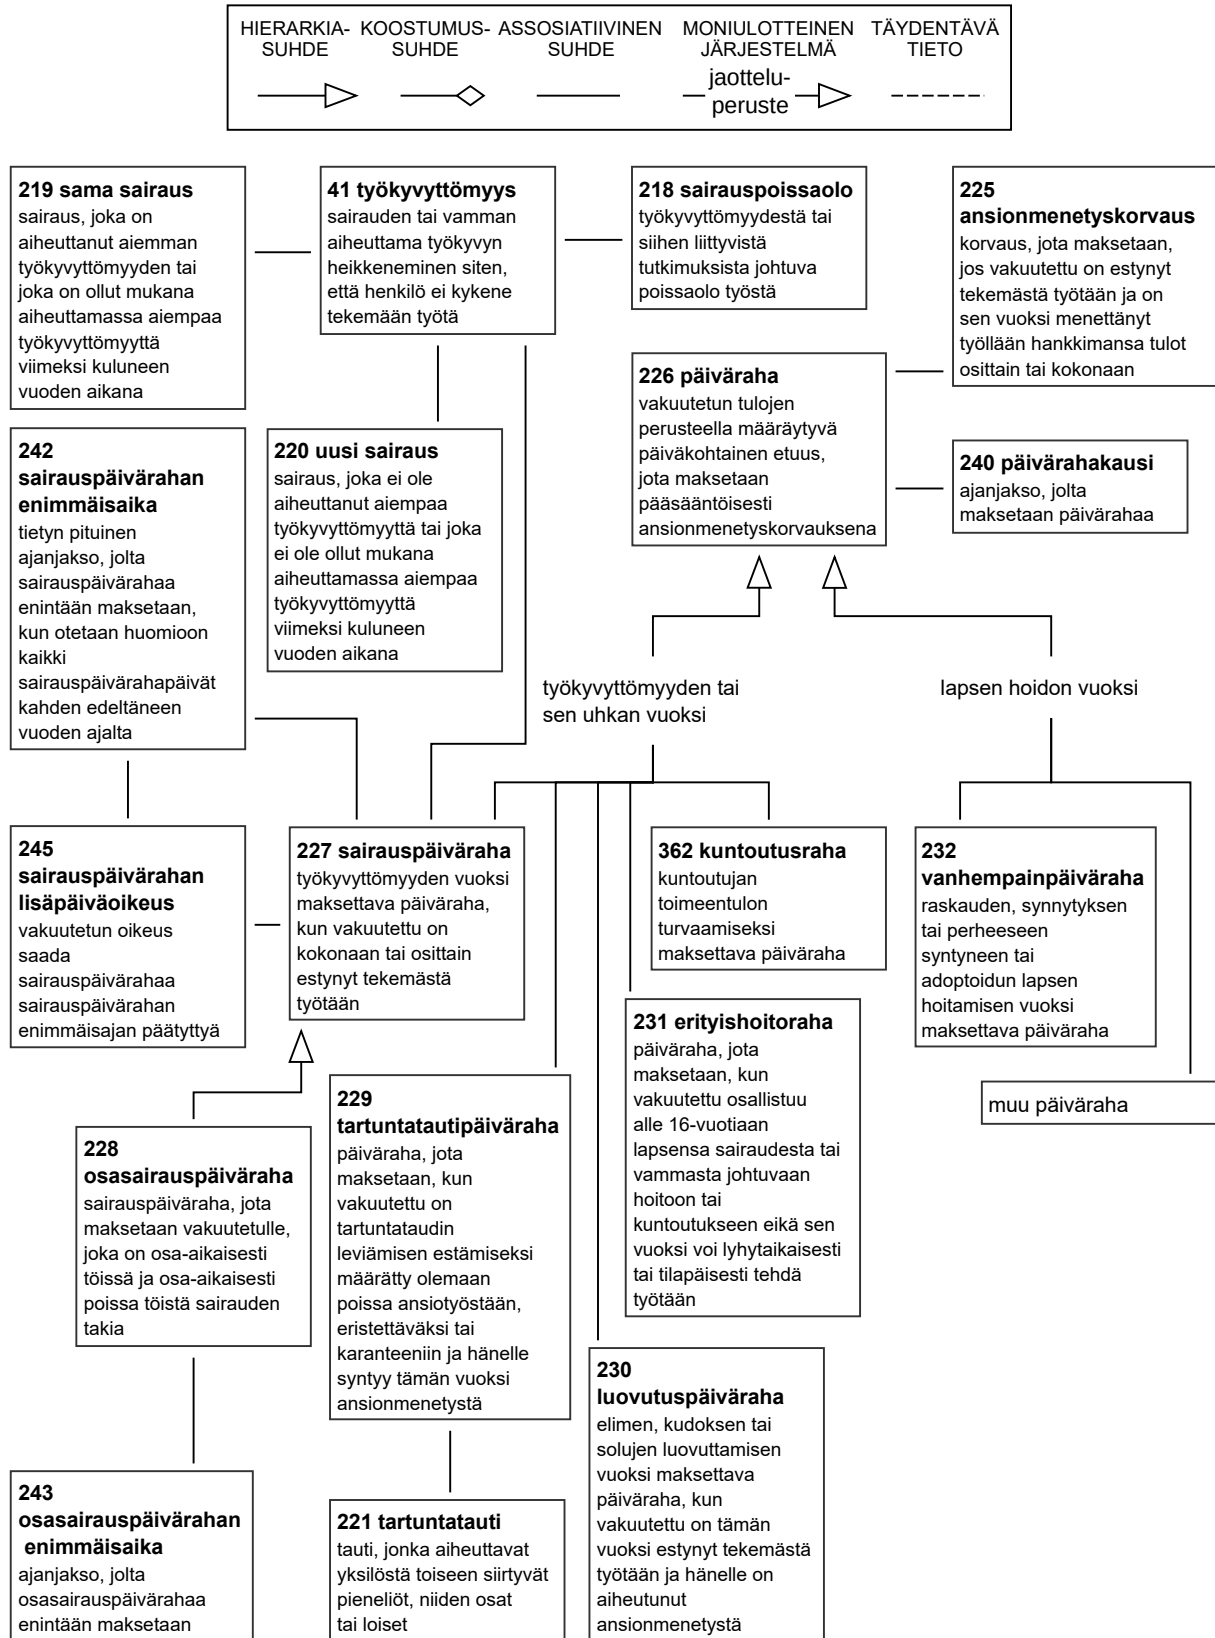 HIERARKIA-
SUHDE
KOOSTUMUS-
SUHDE
ASSOSIATIIVINEN
SUHDE
MONIULOTTEINEN
JÄRJESTELMÄ
jaottelu-
peruste
TÄYDENTÄVÄ
TIETO
219 sama sairaus
sairaus, joka on
aiheuttanut aiemman
työkyvyttömyyden tai
joka on ollut mukana
aiheuttamassa aiempaa
työkyvyttömyyttä
viimeksi kuluneen
vuoden aikana
41 työkyvyttömyys
sairauden tai vamman
aiheuttama työkyvyn
heikkeneminen siten,
että henkilö ei kykene
tekemään työtä
218 sairauspoissaolo
työkyvyttömyydestä tai
siihen liittyvistä
tutkimuksista johtuva
poissaolo työstä
225
ansionmenetyskorvaus
korvaus, jota maksetaan,
jos vakuutettu on estynyt
tekemästä työtään ja on
sen vuoksi menettänyt
työllään hankkimansa tulot
osittain tai kokonaan
226 päiväraha
vakuutetun tulojen
perusteella määräytyvä
päiväkohtainen etuus,
jota maksetaan
pääsääntöisesti
ansionmenetyskorvauksena
242
sairauspäivärahan
enimmäisaika
tietyn pituinen
ajanjakso, jolta
sairauspäivärahaa
enintään maksetaan,
kun otetaan huomioon
kaikki
sairauspäivärahapäivät
kahden edeltäneen
vuoden ajalta
220 uusi sairaus
sairaus, joka ei ole
aiheuttanut aiempaa
työkyvyttömyyttä tai joka
ei ole ollut mukana
aiheuttamassa aiempaa
työkyvyttömyyttä
viimeksi kuluneen
vuoden aikana
240 päivärahakausi
ajanjakso, jolta
maksetaan päivärahaa
työkyvyttömyyden tai
sen uhkan vuoksi
lapsen hoidon vuoksi
245
sairauspäivärahan
lisäpäiväoikeus
vakuutetun oikeus
saada
sairauspäivärahaa
sairauspäivärahan
enimmäisajan päätyttyä
227 sairauspäiväraha
työkyvyttömyyden vuoksi
maksettava päiväraha,
kun vakuutettu on
kokonaan tai osittain
estynyt tekemästä
työtään
362 kuntoutusraha
kuntoutujan
toimeentulon
turvaamiseksi
maksettava päiväraha
232
vanhempainpäiväraha
raskauden, synnytyksen
tai perheeseen
syntyneen tai
adoptoidun lapsen
hoitamisen vuoksi
maksettava päiväraha
231 erityishoitoraha
päiväraha, jota
maksetaan, kun
vakuutettu osallistuu
alle 16-vuotiaan
lapsensa sairaudesta tai
vammasta johtuvaan
hoitoon tai
kuntoutukseen eikä sen
vuoksi voi lyhytaikaisesti
tai tilapäisesti tehdä
työtään
muu päiväraha
228
osasairauspäiväraha
sairauspäiväraha, jota
maksetaan vakuutetulle,
joka on osa-aikaisesti
töissä ja osa-aikaisesti
poissa töistä sairauden
takia
229
tartuntatautipäiväraha
päiväraha, jota
maksetaan, kun
vakuutettu on
tartuntataudin
leviämisen estämiseksi
määrätty olemaan
poissa ansiotyöstään,
eristettäväksi tai
karanteeniin ja hänelle
syntyy tämän vuoksi
ansionmenetystä
230
luovutuspäiväraha
elimen, kudoksen tai
solujen luovuttamisen
vuoksi maksettava
päiväraha, kun
vakuutettu on tämän
vuoksi estynyt tekemästä
työtään ja hänelle on
aiheutunut
ansionmenetystä
243
osasairauspäivärahan
enimmäisaika
ajanjakso, jolta
osasairauspäivärahaa
enintään maksetaan
221 tartuntatauti
tauti, jonka aiheuttavat
yksilöstä toiseen siirtyvät
pieneliöt, niiden osat
tai loiset